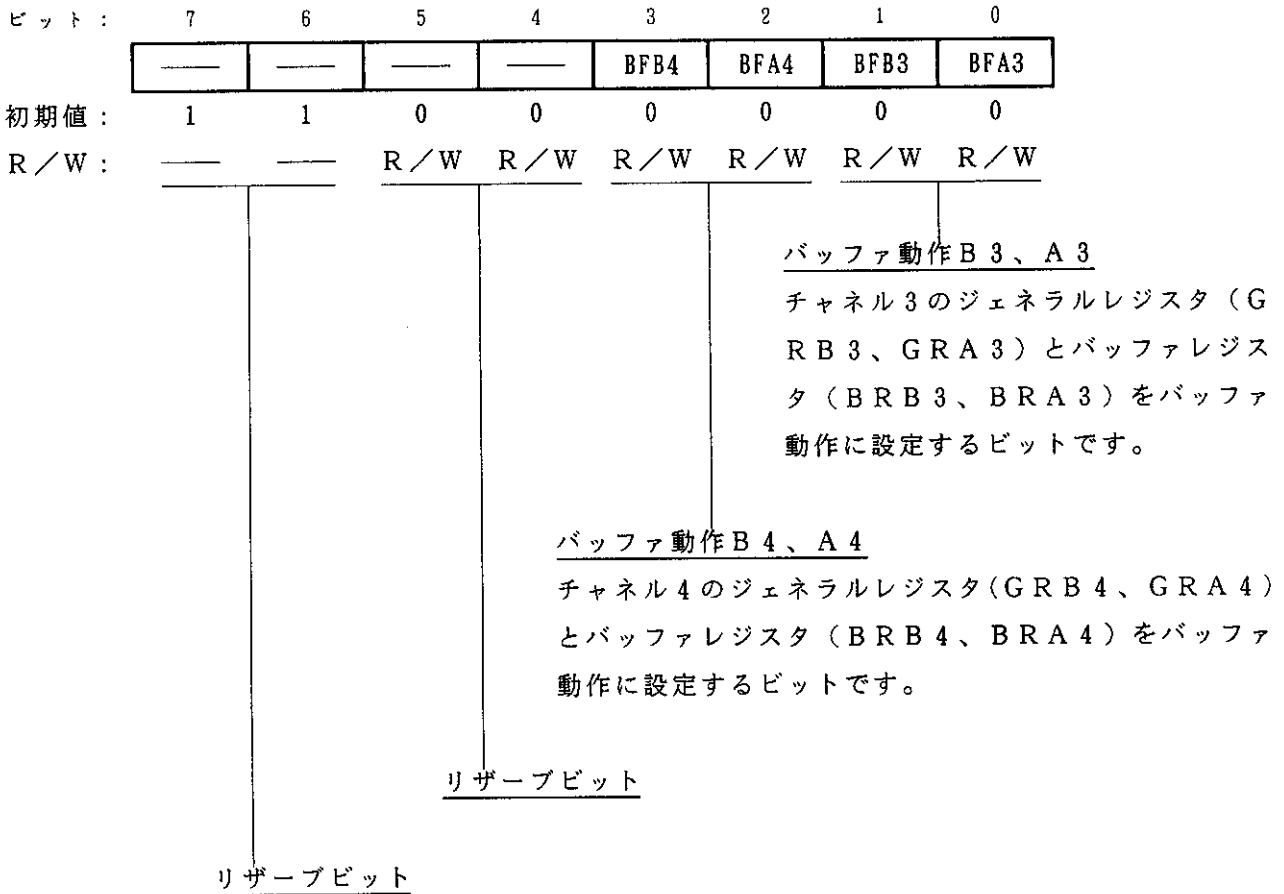 ビット： 7 6 5 4 3 2 1 0
―― ―― ―― ―― BFB4 BFA4 BFB3 BFA3
初期値： 1 1 0 0 0 0 0 0
R／W： ―― ―― R／W R／W R／W R／W R／W R／W
バッファ動作B3、A3
チャネル3のジェネラルレジスタ（G
RB3、GRA3）とバッファレジス
タ（BRB3、BRA3）をバッファ
動作に設定するビットです。
バッファ動作B4、A4
チャネル4のジェネラルレジスタ(GRB4、GRA4)
とバッファレジスタ（BRB4、BRA4）をバッファ
動作に設定するビットです。
リザーブビット
リザーブビット